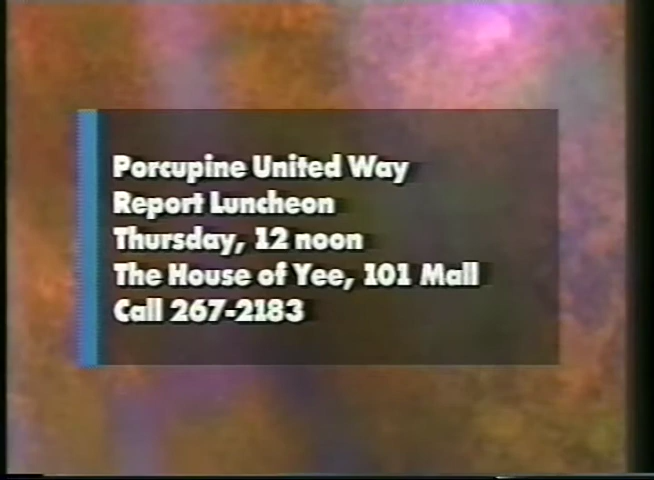 Porcupine United Way
Report Luncheon
Thursday, 12 noon
The House of Yee, 101 Mall
Call 267-2183